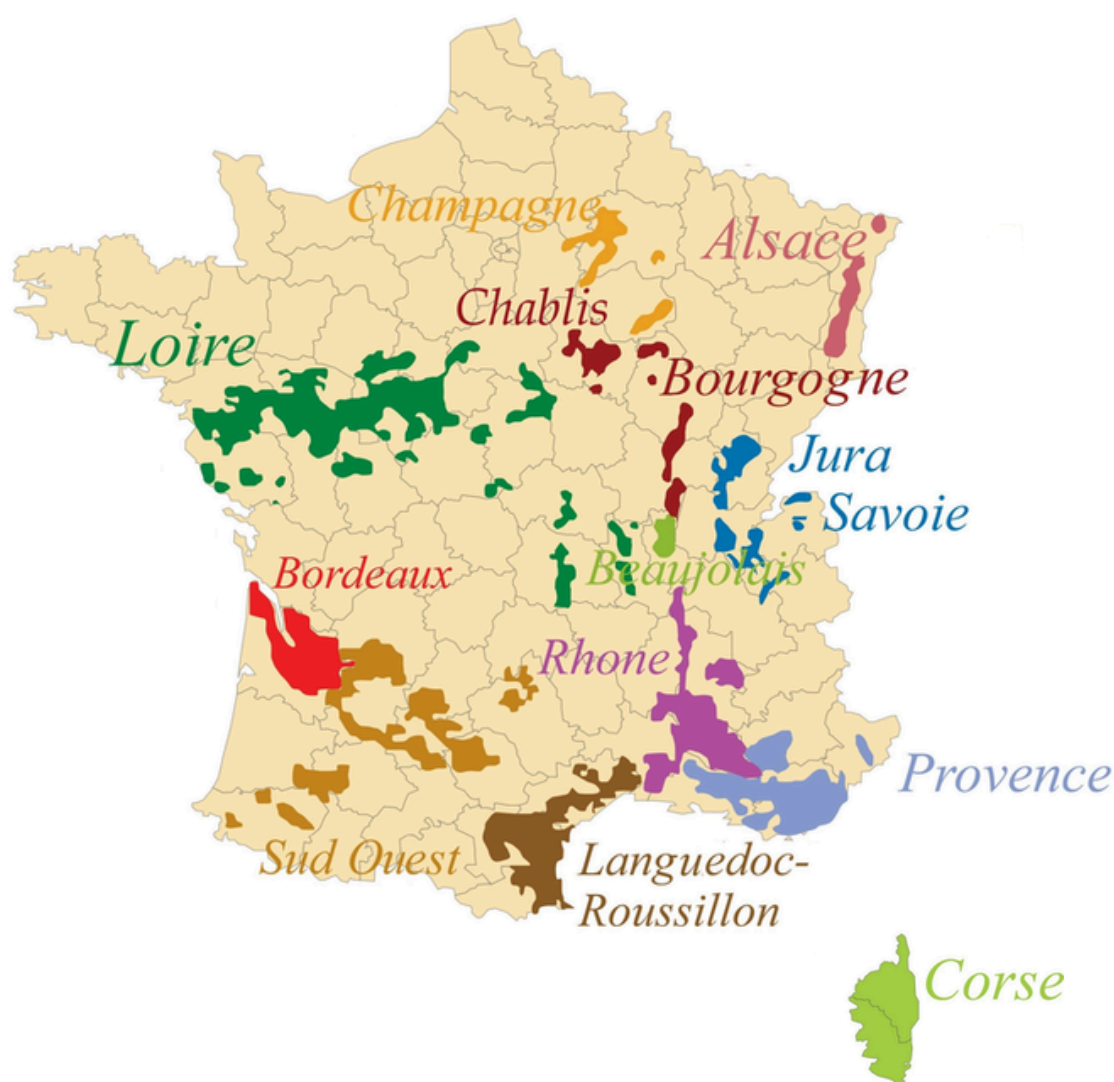 Champagne
Alsace
Chablis
Loire
Bourgogne
Jura
Savoie
Bordeaux
Beaujolais
Rhone
Provence
Sud Ouest
Languedoc-
Roussillon
Corse